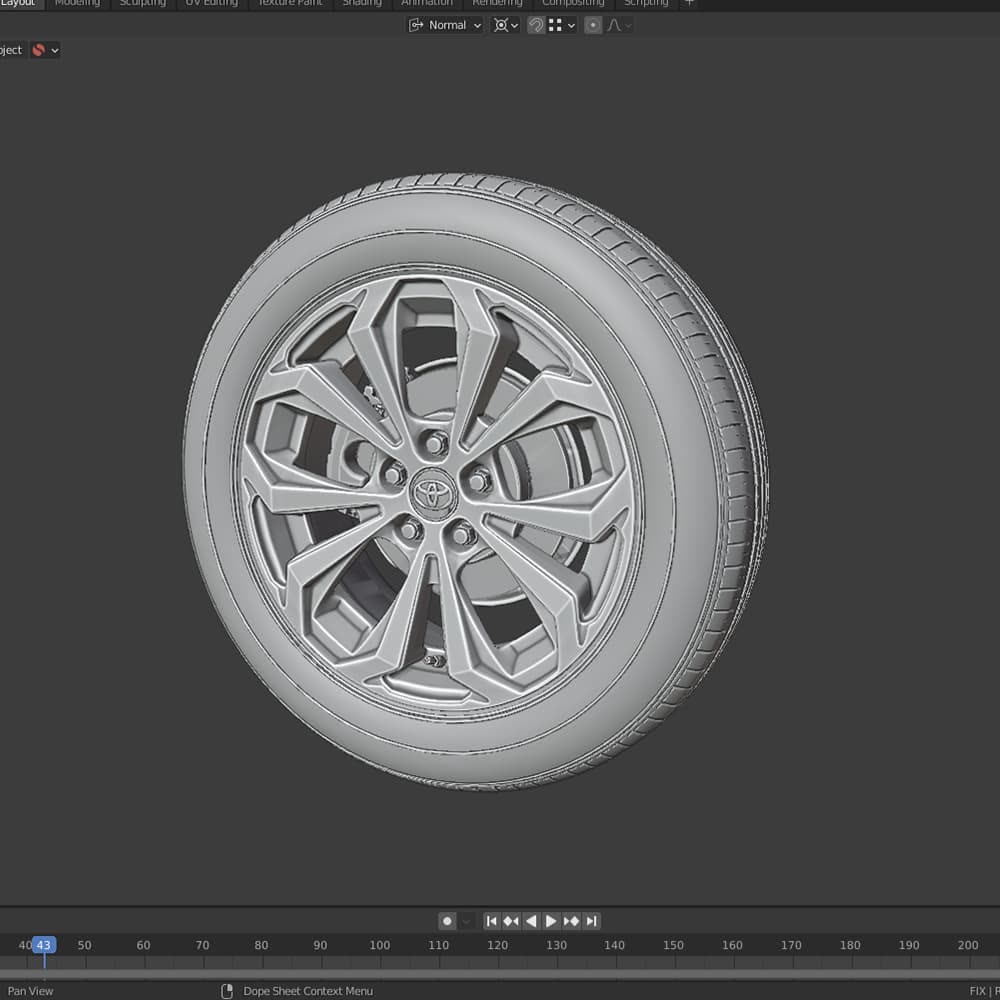 Layout Modeling Sculpting UV Editing Texture Paint Shading Animation Rendering Compositing Scripting +
Normal
ject
40 43 50 60 70 80 90 100 110 120 130 140 150 160 170 180 190 200
Pan View Dope Sheet Context Menu FIX | R